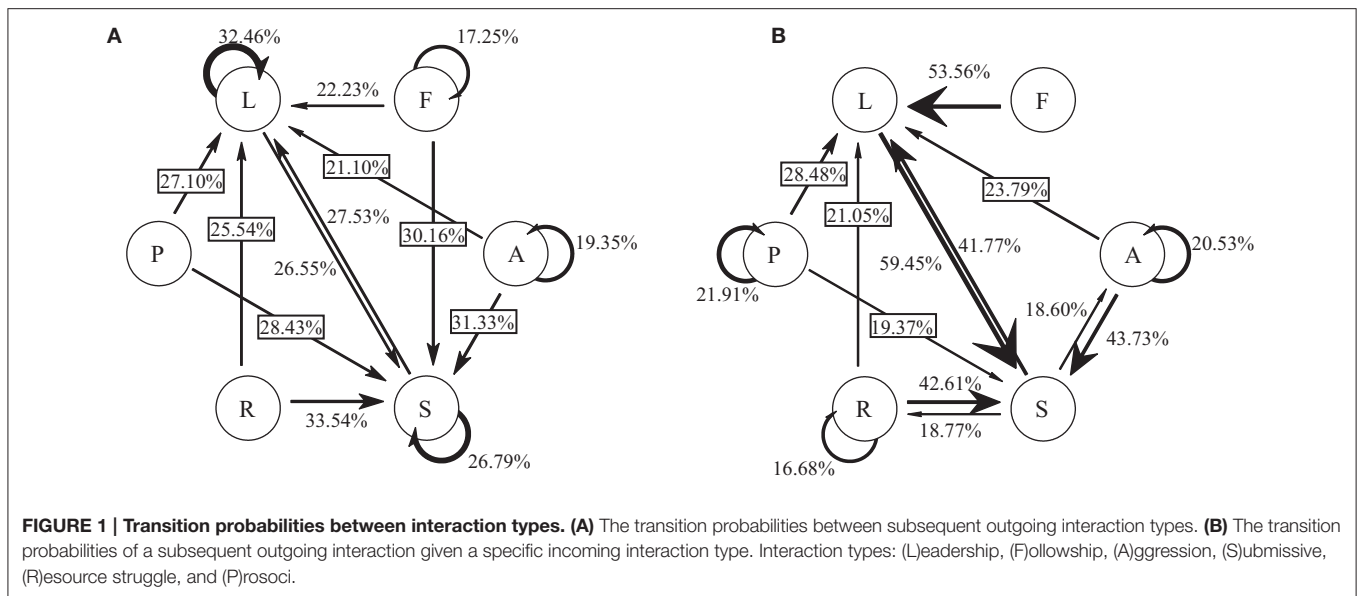 A
B
32.46%
17.25%
53.56%
L
22.23%
F
L
F
21.10%
27.10%
28.48%
23.79%
25.54%
27.53%
30.16%
21.05%
P
A
19.35%
P
41.77%
A
20.53%
26.55%
59.45%
21.91%
28.43%
31.33%
19.37%
18.60%
43.73%
R
S
42.61%
R
S
33.54%
18.77%
26.79%
16.68%
FIGURE 1 | Transition probabilities between interaction types. (A) The transition probabilities between subsequent outgoing interaction types. (B) The transition
probabilities of a subsequent outgoing interaction given a specific incoming interaction type. Interaction types: (L)eadership, (F)ollowship, (A)ggression, (S)ubmissive,
(R)esource struggle, and (P)rosoci.